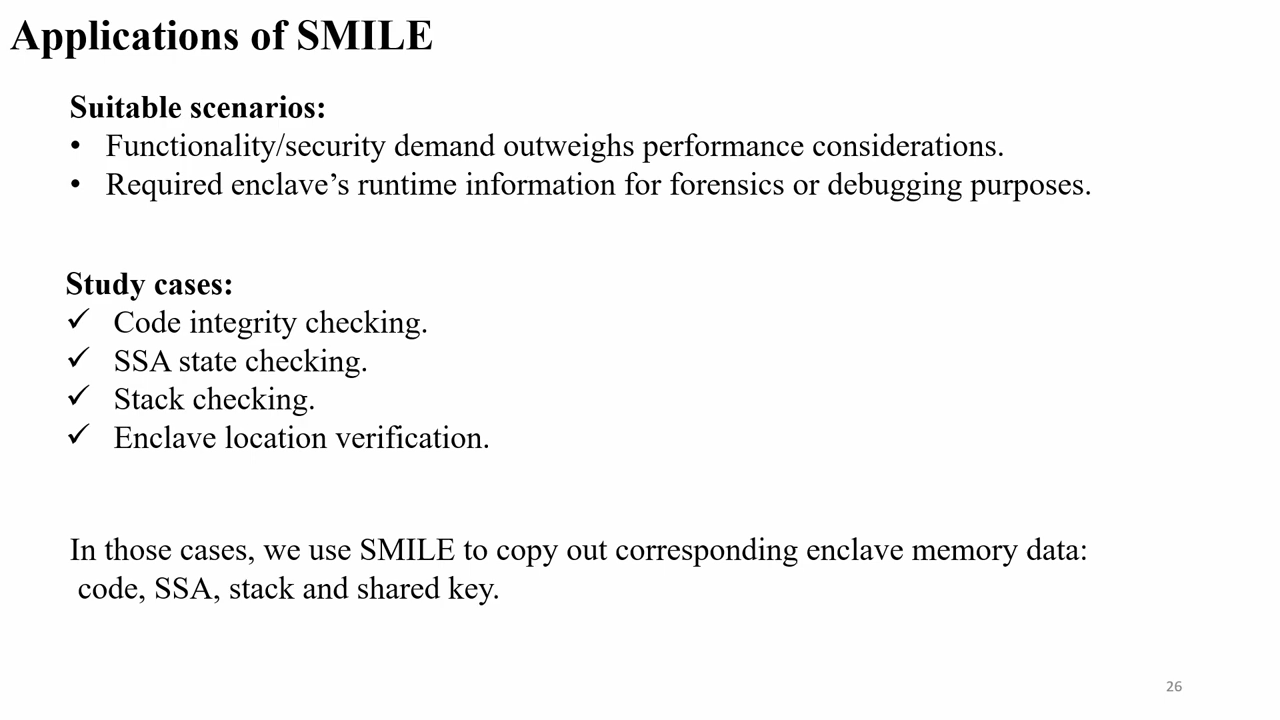 Applications of SMILE
Suitable scenarios:
• Functionality/security demand outweighs performance considerations.
• Required enclave’s runtime information for forensics or debugging purposes.
Study cases:
✓ Code integrity checking.
✓ SSA state checking.
✓ Stack checking.
✓ Enclave location verification.
In those cases, we use SMILE to copy out corresponding enclave memory data:
code, SSA, stack and shared key.
26